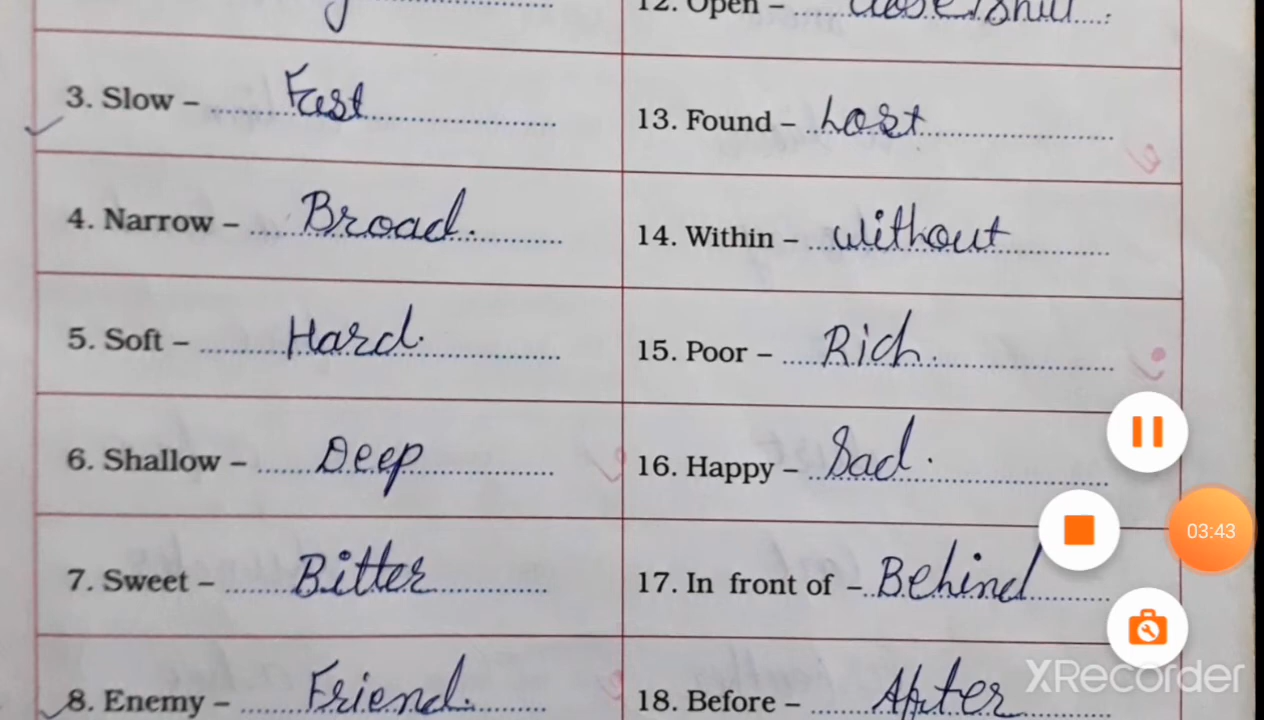 12. Open – Close/Shut.
3. Slow – Fast
13. Found – Lost
4. Narrow – Broad.
14. Within – Without
5. Soft – Hard.
15. Poor – Rich.
6. Shallow – Deep
16. Happy – Sad.
7. Sweet – Bitter
17. In front of – Behind
8. Enemy – Friend.
18. Before – After
03:43
XRecorder